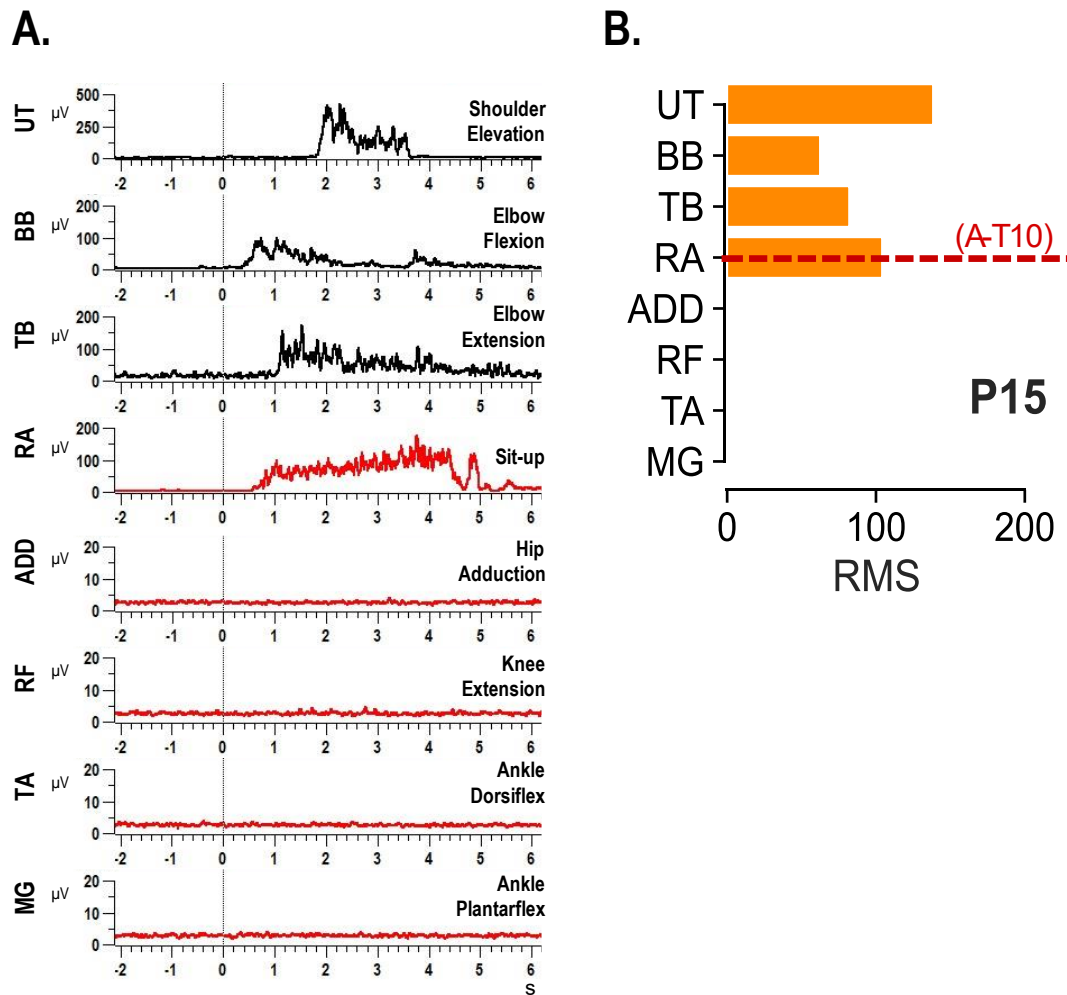 A.
UT
µV
500
250
0
Shoulder
Elevation
-2 -1 0 1 2 3 4 5 6
BB
µV
200
100
0
Elbow
Flexion
-2 -1 0 1 2 3 4 5 6
TB
µV
200
100
0
Elbow
Extension
-2 -1 0 1 2 3 4 5 6
RA
µV
200
100
0
Sit-up
-2 -1 0 1 2 3 4 5 6
ADD
µV
20
10
0
Hip
Adduction
-2 -1 0 1 2 3 4 5 6
RF
µV
20
10
0
Knee
Extension
-2 -1 0 1 2 3 4 5 6
TA
µV
20
10
0
Ankle
Dorsiflex
-2 -1 0 1 2 3 4 5 6
MG
µV
20
10
0
Ankle
Plantarflex
-2 -1 0 1 2 3 4 5 6
s
B.
UT
BB
TB
RA
(A-T10)
ADD
RF
TA
MG
P15
0 100 200
RMS